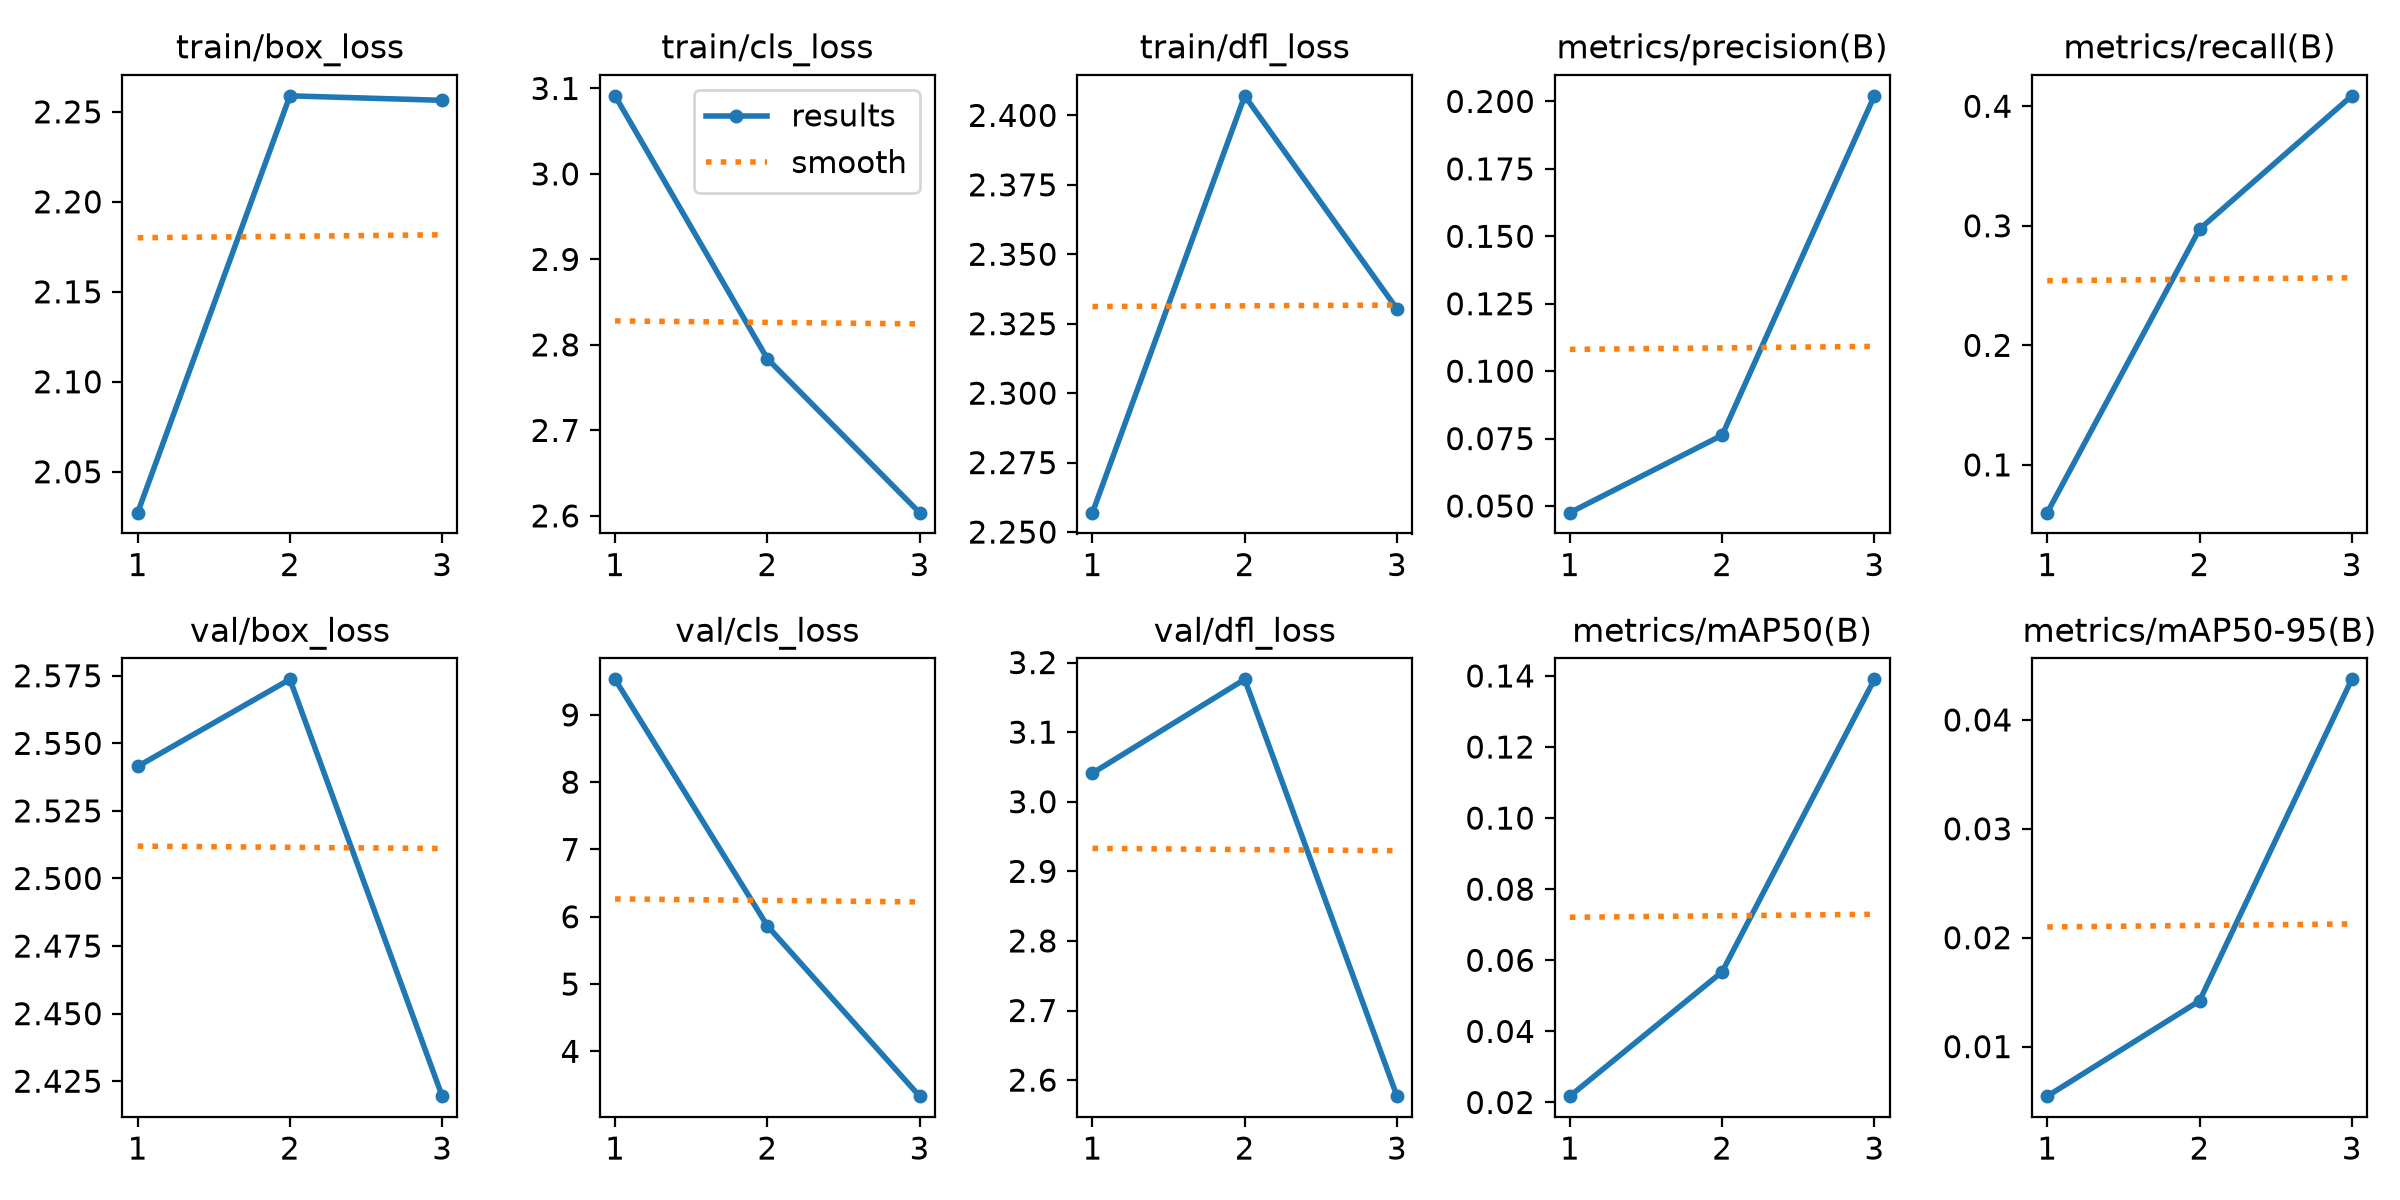 train/box_loss
2.25
2.20
2.15
2.10
2.05
1 2 3
train/cls_loss
3.1
3.0
2.9
2.8
2.7
2.6
results
smooth
1 2 3
train/dfl_loss
2.400
2.375
2.350
2.325
2.300
2.275
2.250
1 2 3
metrics/precision(B)
0.200
0.175
0.150
0.125
0.100
0.075
0.050
1 2 3
metrics/recall(B)
0.4
0.3
0.2
0.1
1 2 3
val/box_loss
2.575
2.550
2.525
2.500
2.475
2.450
2.425
1 2 3
val/cls_loss
9
8
7
6
5
4
1 2 3
val/dfl_loss
3.2
3.1
3.0
2.9
2.8
2.7
2.6
1 2 3
metrics/mAP50(B)
0.14
0.12
0.10
0.08
0.06
0.04
0.02
1 2 3
metrics/mAP50-95(B)
0.04
0.03
0.02
0.01
1 2 3